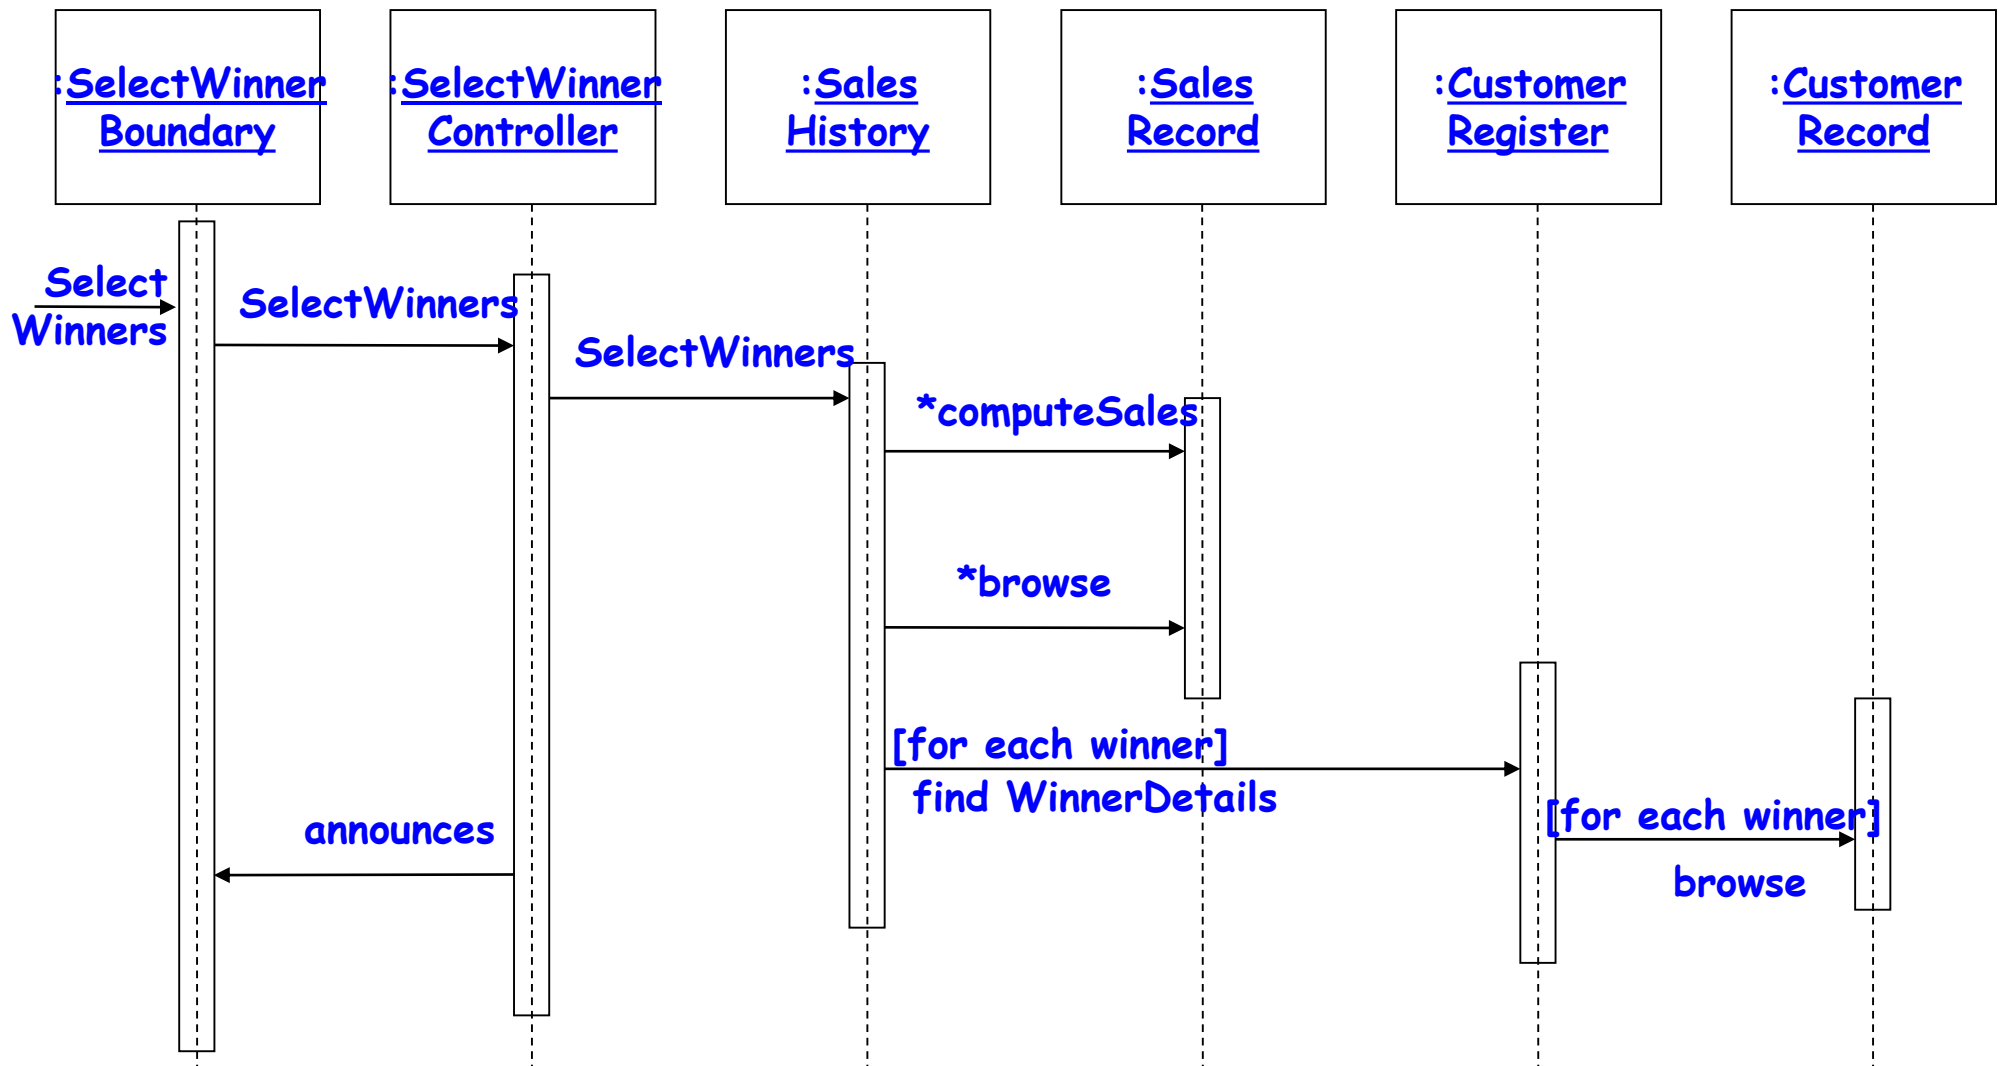 :SelectWinner
Boundary
:SelectWinner
Controller
:Sales
History
:Sales
Record
:Customer
Register
:Customer
Record
Select
Winners
SelectWinners
SelectWinners
*computeSales
*browse
[for each winner]
find WinnerDetails
[for each winner]
browse
announces